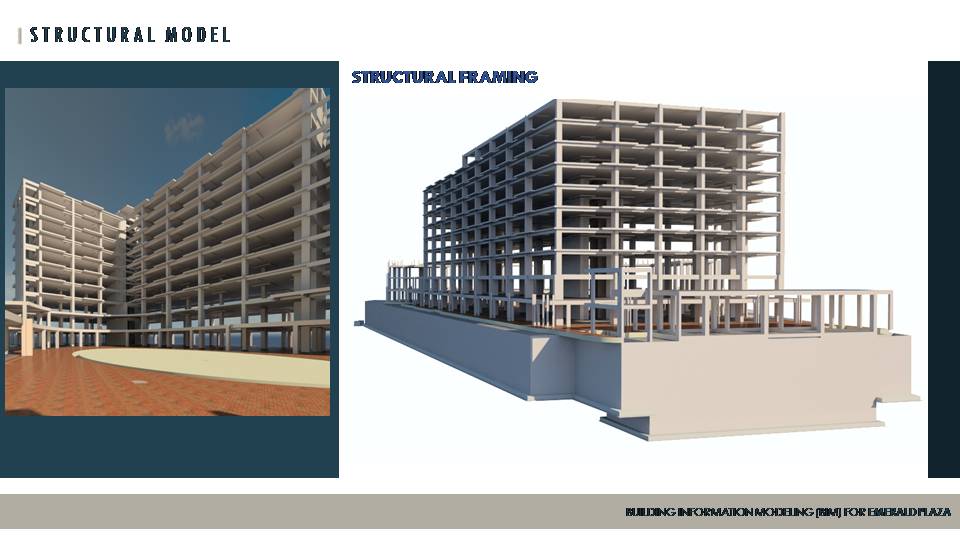 STRUCTURAL MODEL
STRUCTURAL FRAMING
BUILDING INFORMATION MODELING (BIM) FOR EMERALD PLAZA